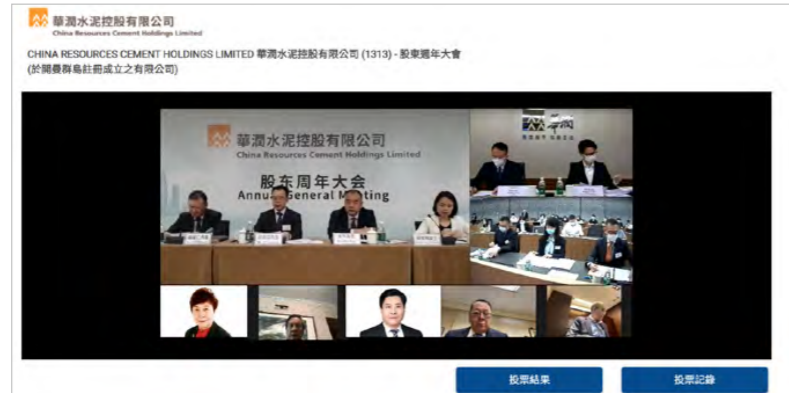 華潤水泥控股有限公司
China Resources Cement Holdings Limited
CHINA RESOURCES CEMENT HOLDINGS LIMITED 華潤水泥控股有限公司 (1313) - 股東週年大會
(於開曼群島註冊成立之有限公司)
華潤水泥控股有限公司
China Resources Cement Holdings Limited
股东周年大会
Annual General Meeting
華潤
投票結果
投票記錄